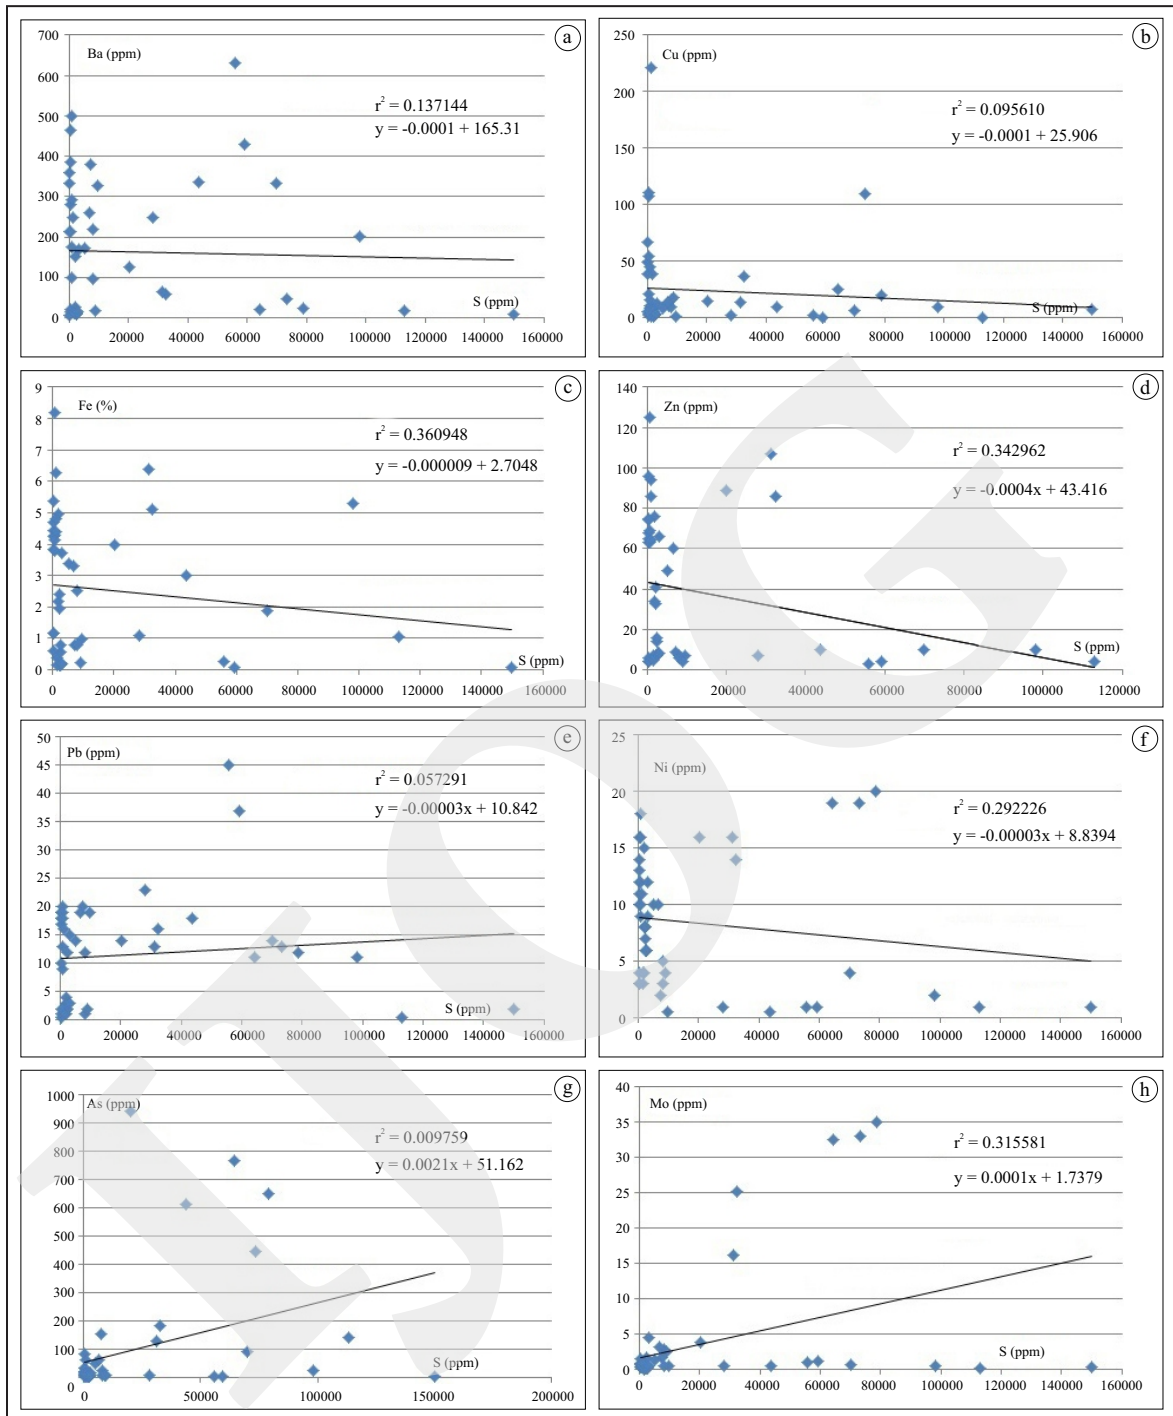 a
Ba (ppm)
r² = 0.137144
y = -0.0001 + 165.31
S (ppm)
700
600
500
400
300
200
100
0
0 20000 40000 60000 80000 100000 120000 140000 160000
b
Cu (ppm)
r² = 0.095610
y = -0.0001 + 25.906
S (ppm)
250
200
150
100
50
0
0 20000 40000 60000 80000 100000 120000 140000 160000
c
Fe (%)
r² = 0.360948
y = -0.000009 + 2.7048
S (ppm)
9
8
7
6
5
4
3
2
1
0
0 20000 40000 60000 80000 100000 120000 140000 160000
d
Zn (ppm)
r² = 0.342962
y = -0.0004x + 43.416
S (ppm)
140
120
100
80
60
40
20
0
0 20000 40000 60000 80000 100000 120000
e
Pb (ppm)
r² = 0.057291
y = -0.00003x + 10.842
S (ppm)
50
45
40
35
30
25
20
15
10
5
0
0 20000 40000 60000 80000 100000 120000 140000 160000
f
Ni (ppm)
r² = 0.292226
y = -0.00003x + 8.8394
25
20
15
10
5
0
0 20000 40000 60000 80000 100000 120000 140000 160000
g
As (ppm)
r² = 0.009759
y = 0.0021x + 51.162
S (ppm)
1000
900
800
700
600
500
400
300
200
100
0
0 50000 100000 150000 200000
h
Mo (ppm)
r² = 0.315581
y = 0.0001x + 1.7379
S (ppm)
40
35
30
25
20
15
10
5
0
0 20000 40000 60000 80000 100000 120000 140000 160000